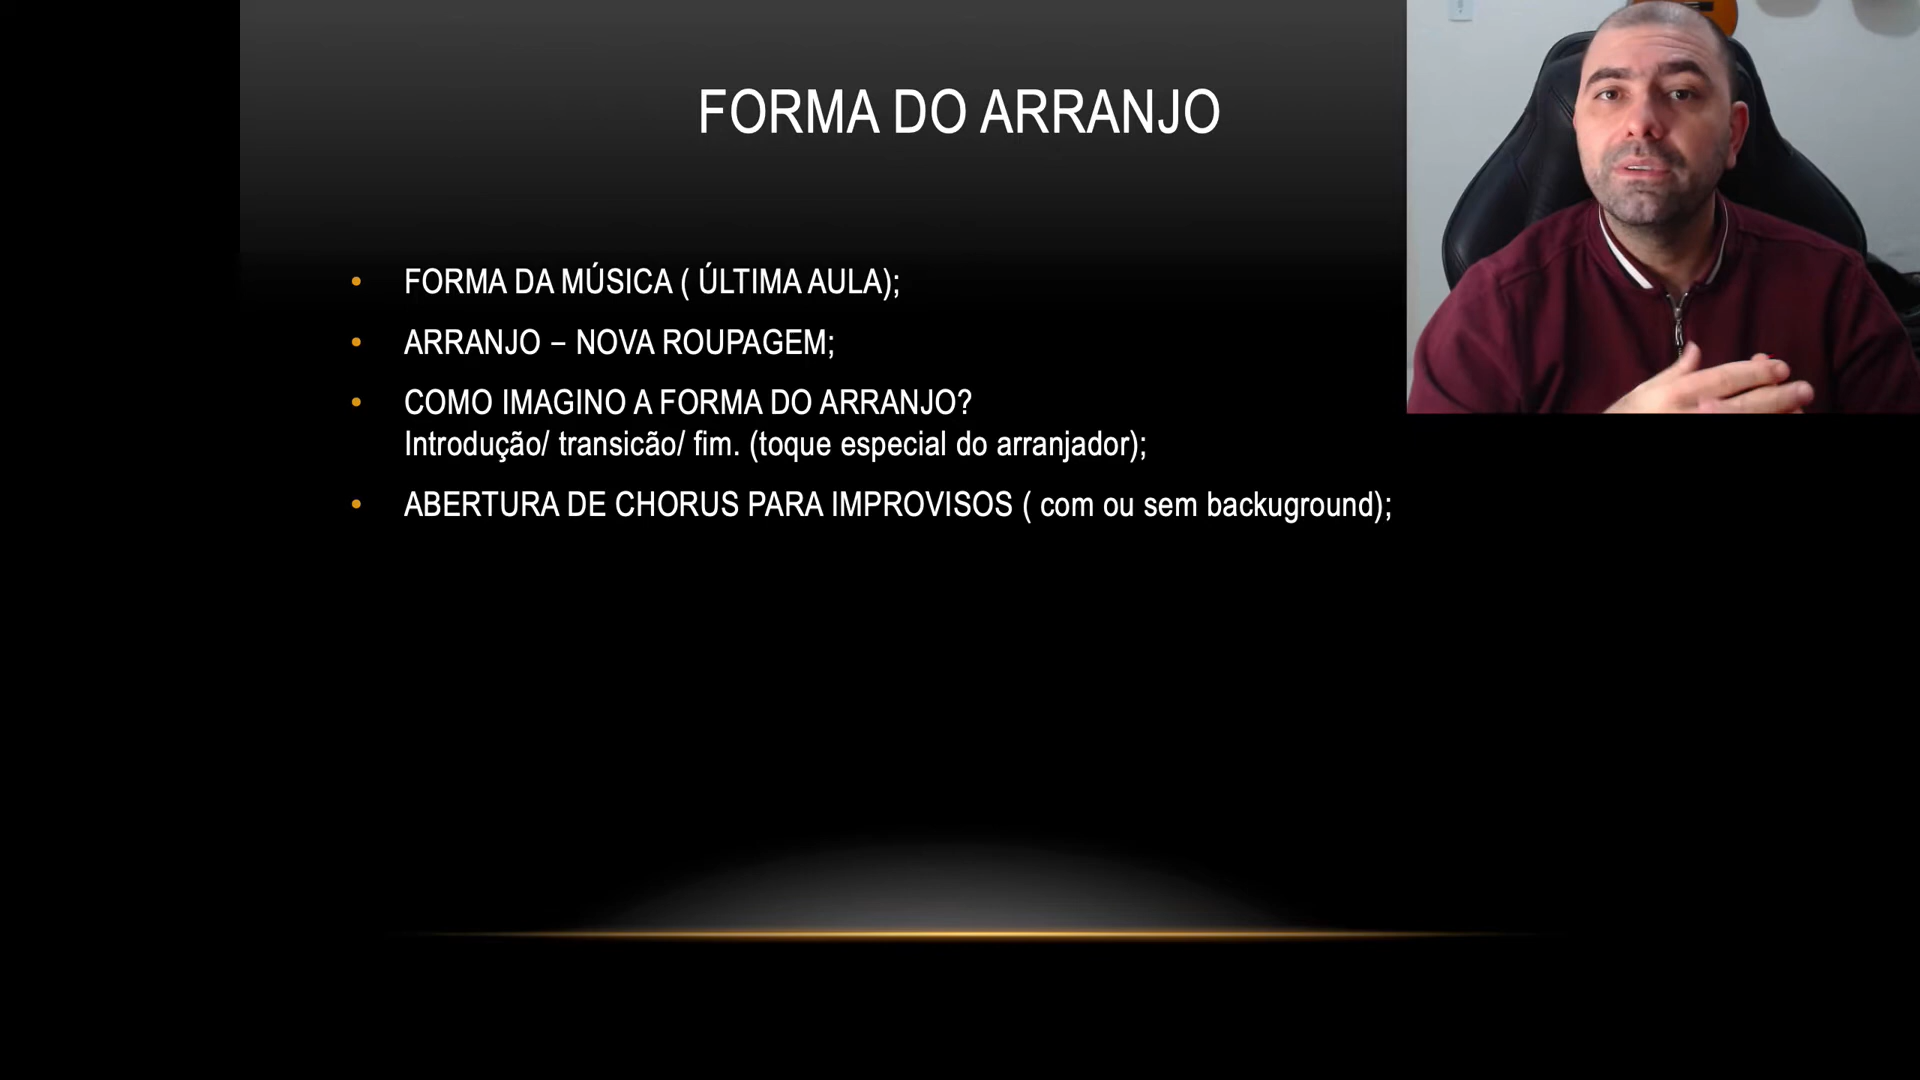 FORMA DO ARRANJO
• FORMA DA MÚSICA ( ÚLTIMA AULA);
• ARRANJO – NOVA ROUPAGEM;
• COMO IMAGINO A FORMA DO ARRANJO?
Introdução/ transicão/ fim. (toque especial do arranjador);
• ABERTURA DE CHORUS PARA IMPROVISOS ( com ou sem backuground);